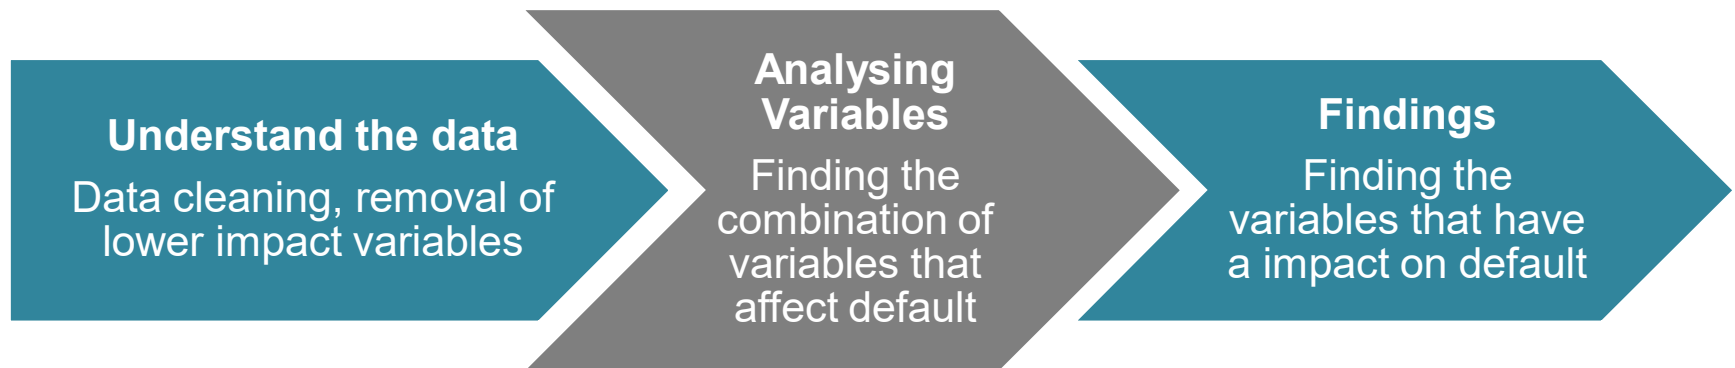 Understand the data
Data cleaning, removal of
lower impact variables
Analysing
Variables
Finding the
combination of
variables that
affect default
Findings
Finding the
variables that have
a impact on default